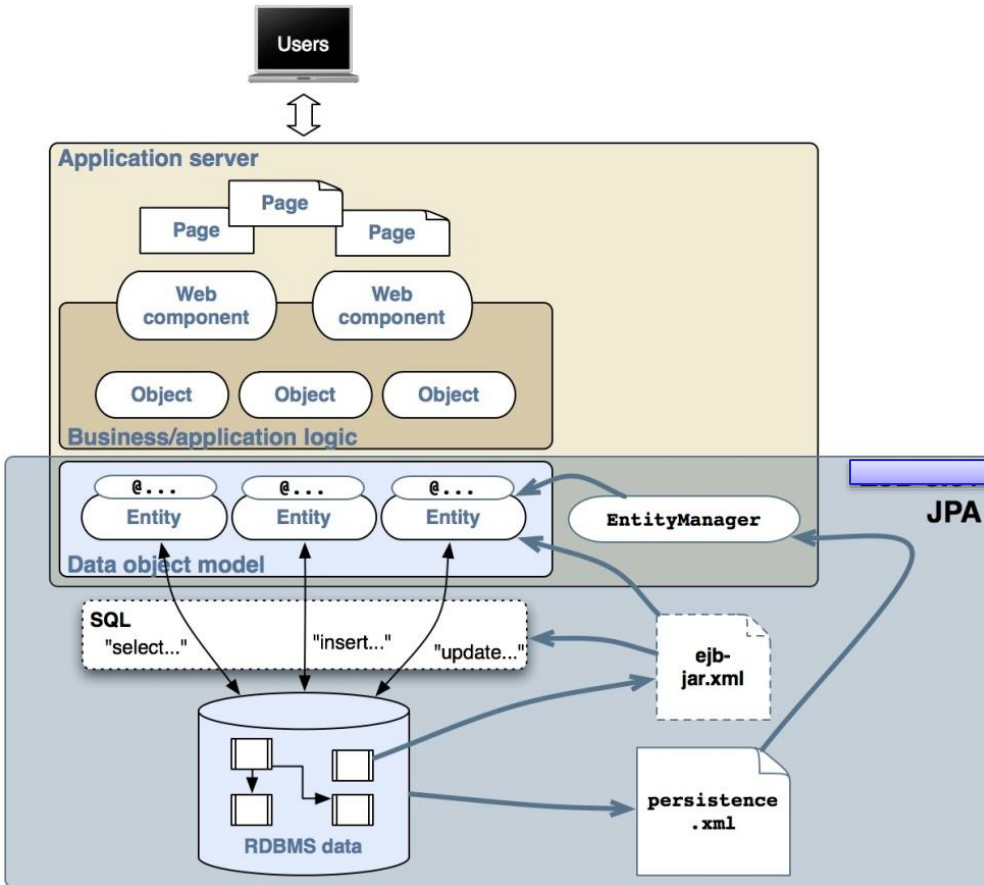 Users
Application server
Page
Page
Page
Web
component
Web
component
Object
Object
Object
Business/application logic
@...
@...
@...
Entity
Entity
Entity
EntityManager
JPA
Data object model
SQL
"select..."
"insert..."
"update..."
ejb-
jar.xml
persistence
.xml
RDBMS data